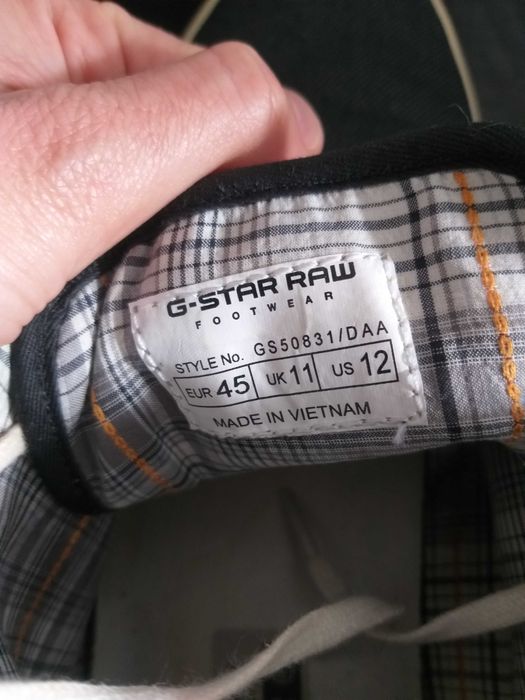 G-STAR RAW
FOOTWEAR
STYLE No. GS50831/DAA
EUR 45 UK 11 US 12
MADE IN VIETNAM